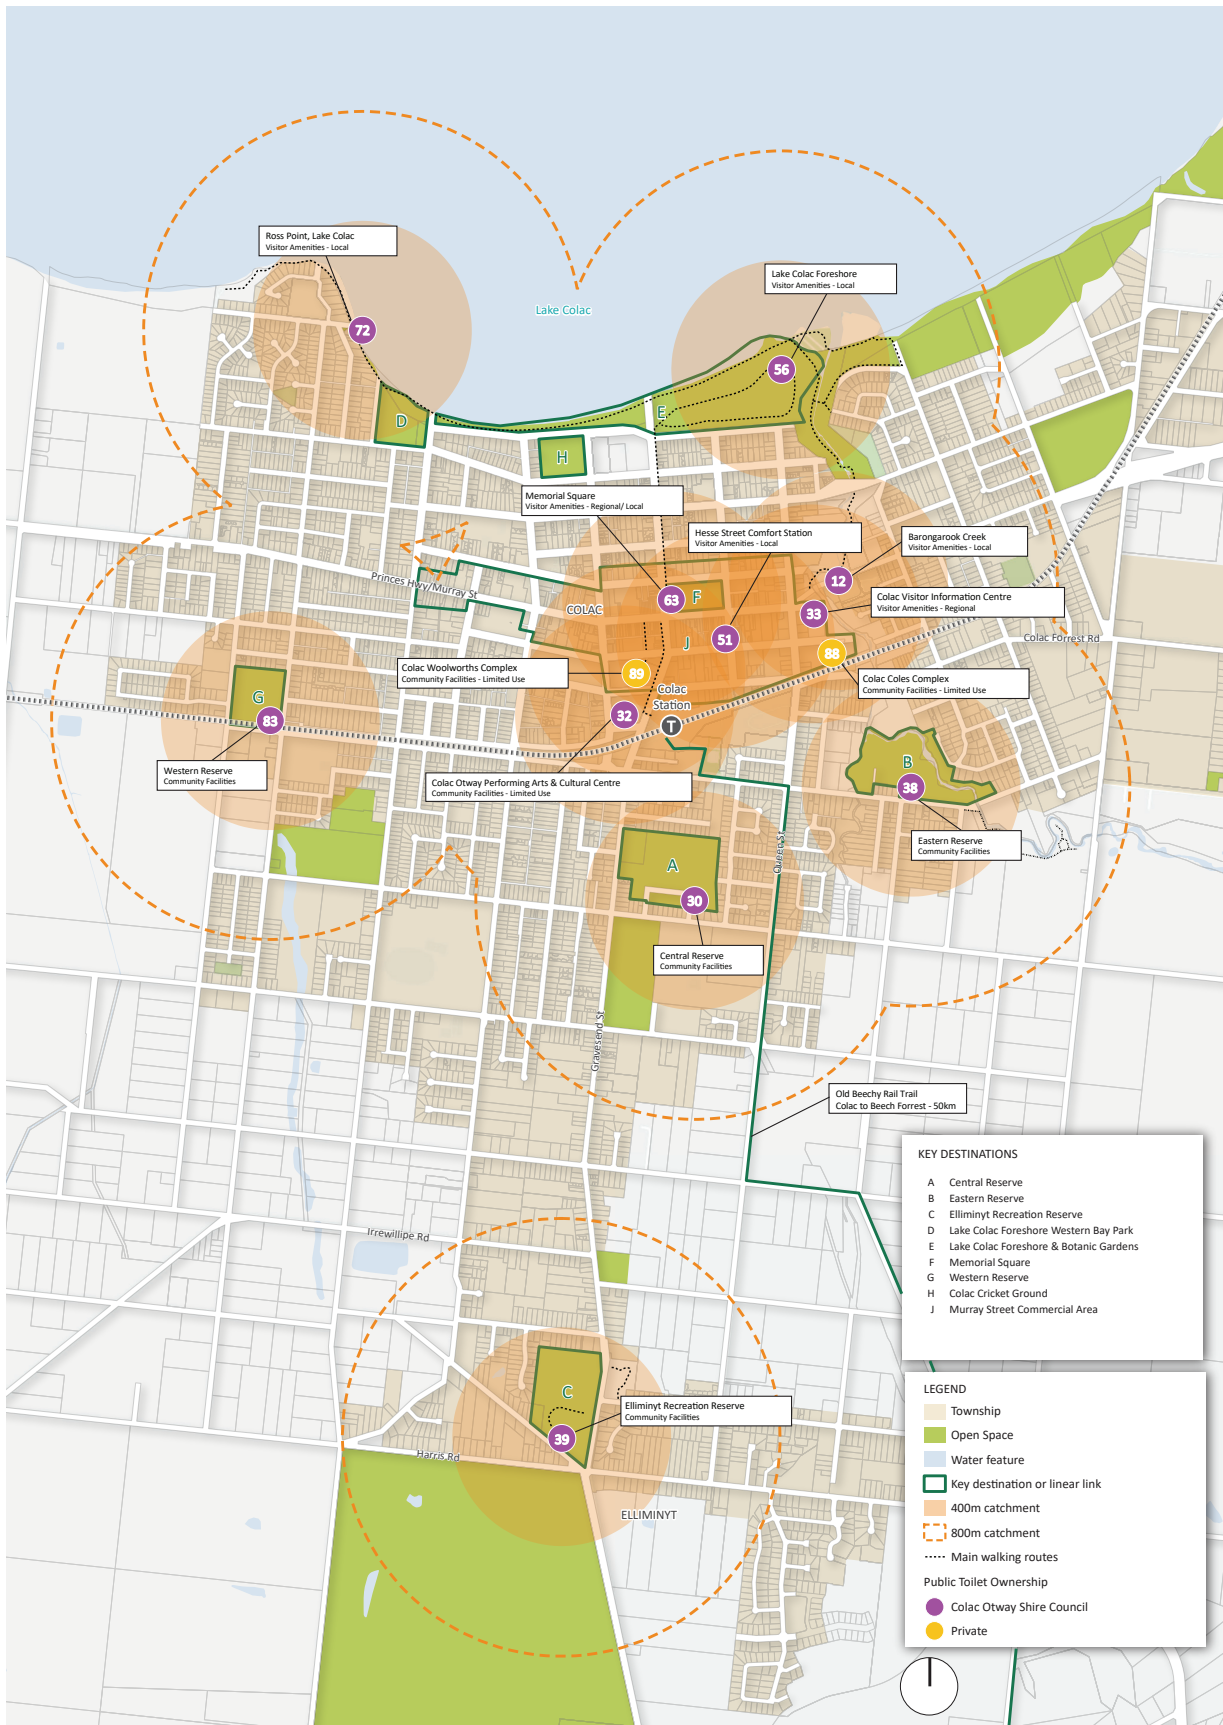 Ross Point, Lake Colac
Visitor Amenities - Local
Lake Colac Foreshore
Visitor Amenities - Local
Lake Colac
72
56
D
E
H
Memorial Square
Visitor Amenities - Regional/ Local
Hesse Street Comfort Station
Visitor Amenities - Local
Barongarook Creek
Visitor Amenities - Local
Princes Hwy/Murray St
12
Colac Visitor Information Centre
Visitor Amenities - Regional
63
F
COLAC
33
J
51
Colac Forrest Rd
88
Colac Woolworths Complex
Community Facilities - Limited Use
89
Colac Coles Complex
Community Facilities - Limited Use
G
83
Colac
Station
32
T
Western Reserve
Community Facilities
B
38
Colac Otway Performing Arts & Cultural Centre
Community Facilities - Limited Use
Eastern Reserve
Community Facilities
Queen St
A
30
Central Reserve
Community Facilities
Gravesend St
Old Beechy Rail Trail
Colac to Beech Forrest - 50km
KEY DESTINATIONS
A Central Reserve
B Eastern Reserve
C Elliminyt Recreation Reserve
D Lake Colac Foreshore Western Bay Park
E Lake Colac Foreshore & Botanic Gardens
F Memorial Square
G Western Reserve
H Colac Cricket Ground
J Murray Street Commercial Area
Irrewillipe Rd
C
Elliminyt Recreation Reserve
Community Facilities
39
Harris Rd
ELLIMINYT
LEGEND
Township
Open Space
Water feature
Key destination or linear link
400m catchment
800m catchment
Main walking routes
Public Toilet Ownership
Colac Otway Shire Council
Private